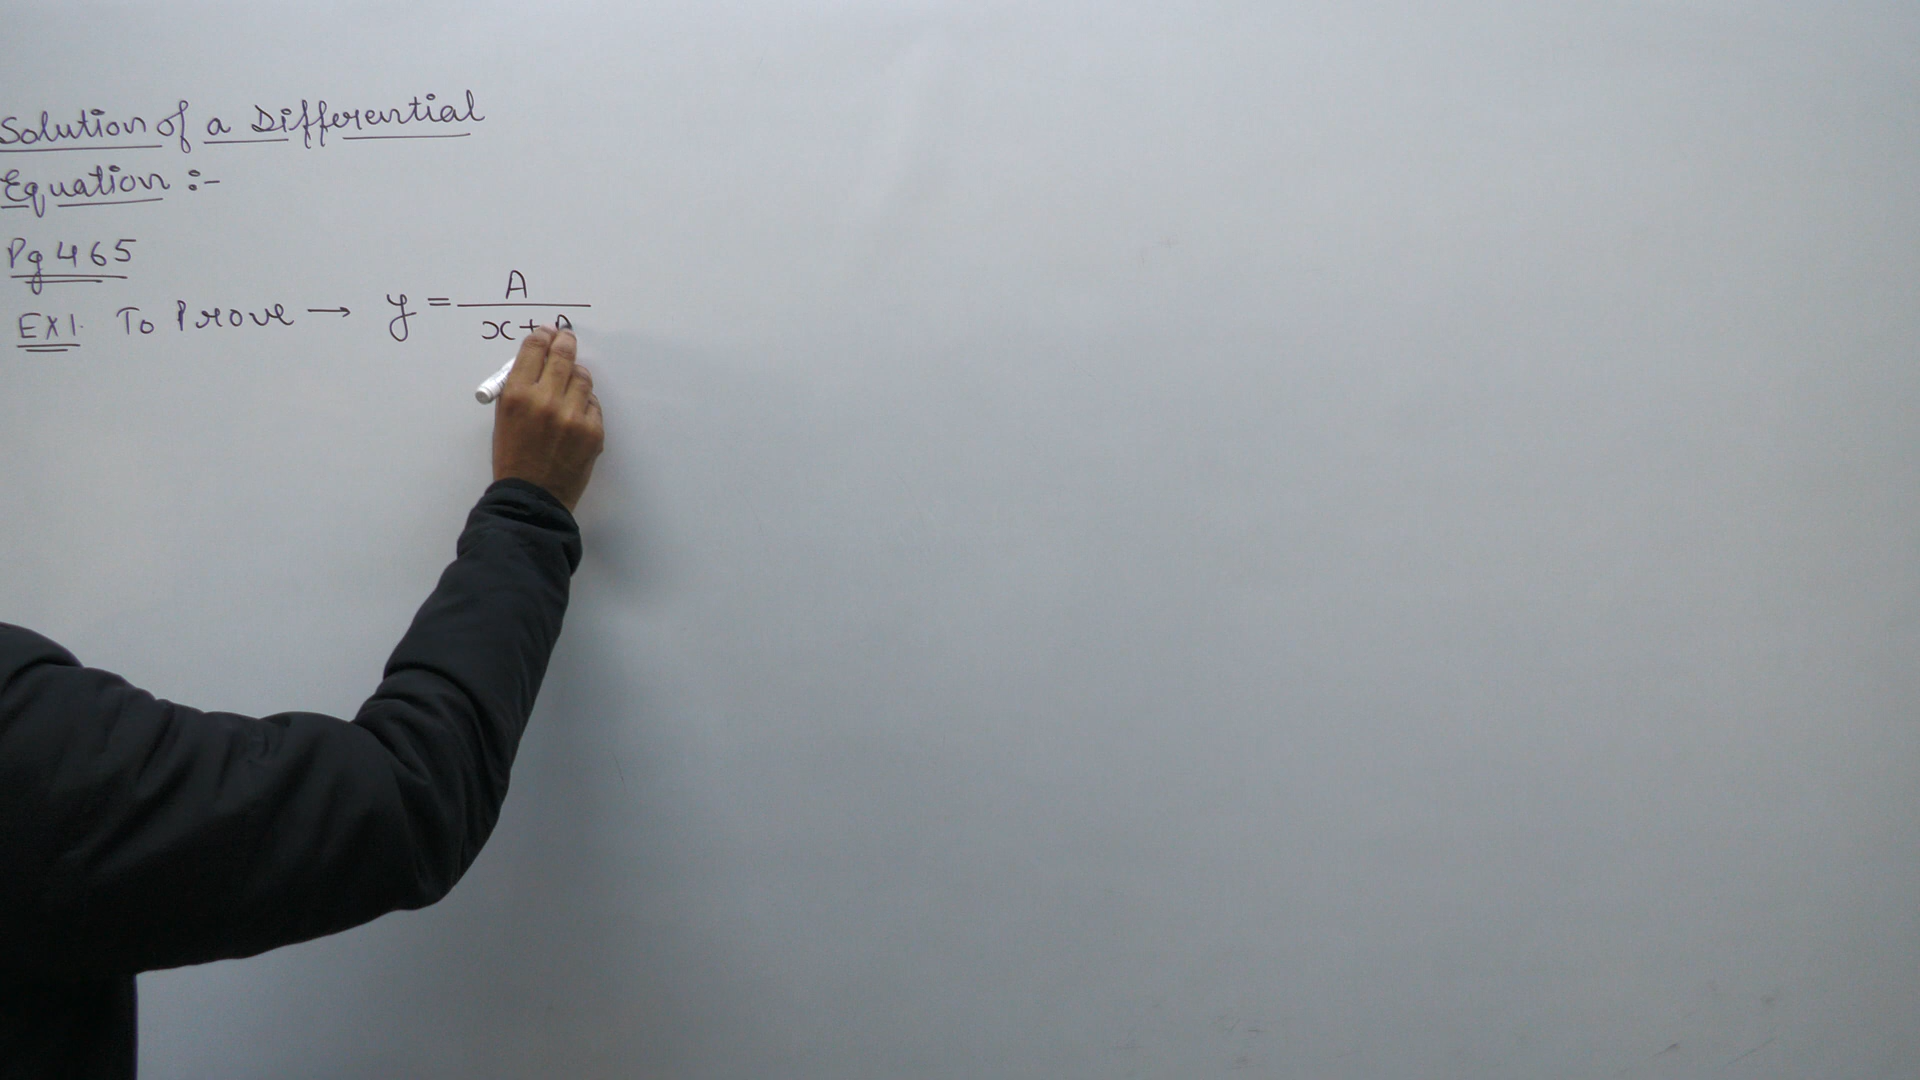 Solution of a Differential
Equation :-
Pg 465
EX1. To Prove → y = A / x +